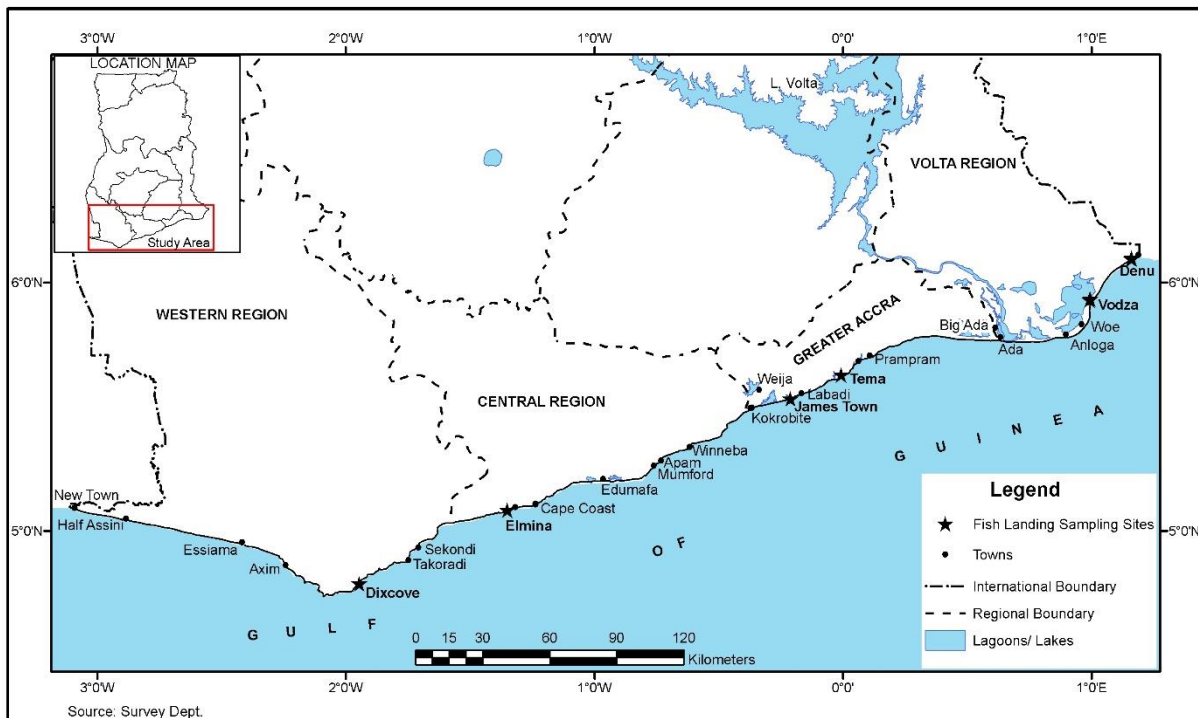 3°0'W 2°0'W 1°0'W 0°0' 1°0'E
LOCATION MAP
Study Area
L. Volta
VOLTA REGION
6°0'N
6°0'N
Denu
Vodza
WESTERN REGION
GREATER ACCRA
Big Ada
Woe
Ada
Anloga
Prampram
Weija
Tema
Labadi
CENTRAL REGION
James Town
Kokrobite
Winneba
Apam
Mumford
Edumafa
New Town
Half Assini
Cape Coast
Elmina
5°0'N
5°0'N
Essiama
Sekondi
Axim
Takoradi
Dixcove
GULF OF GUINEA
Legend
Fish Landing Sampling Sites
Towns
International Boundary
Regional Boundary
Lagoons/ Lakes
0 15 30 60 90 120
Kilometers
3°0'W 2°0'W 1°0'W 0°0' 1°0'E
Source: Survey Dept.